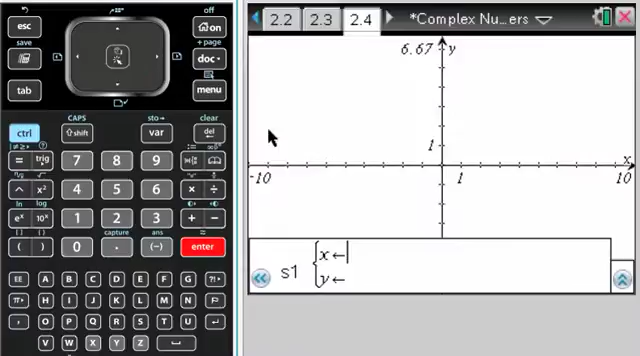 off
esc
on
save
+ page
doc
tab
menu
CAPS
sto→
clear
ctrl
⇧shift
var
del
= trig 7 8 9
^ x² 4 5 6 × ÷
ln log
eˣ 10ˣ 1 2 3 + −
capture ans
( ) 0 . (−) enter
EE A B C D E F G ?!▸
π▸ H I J K L M N
, O P Q R S T U ↵
V W X Y Z
2.2 2.3 2.4 *Complex Nu…ers
6.67 y
1
x
-10 1 10
s1 { x←
y←